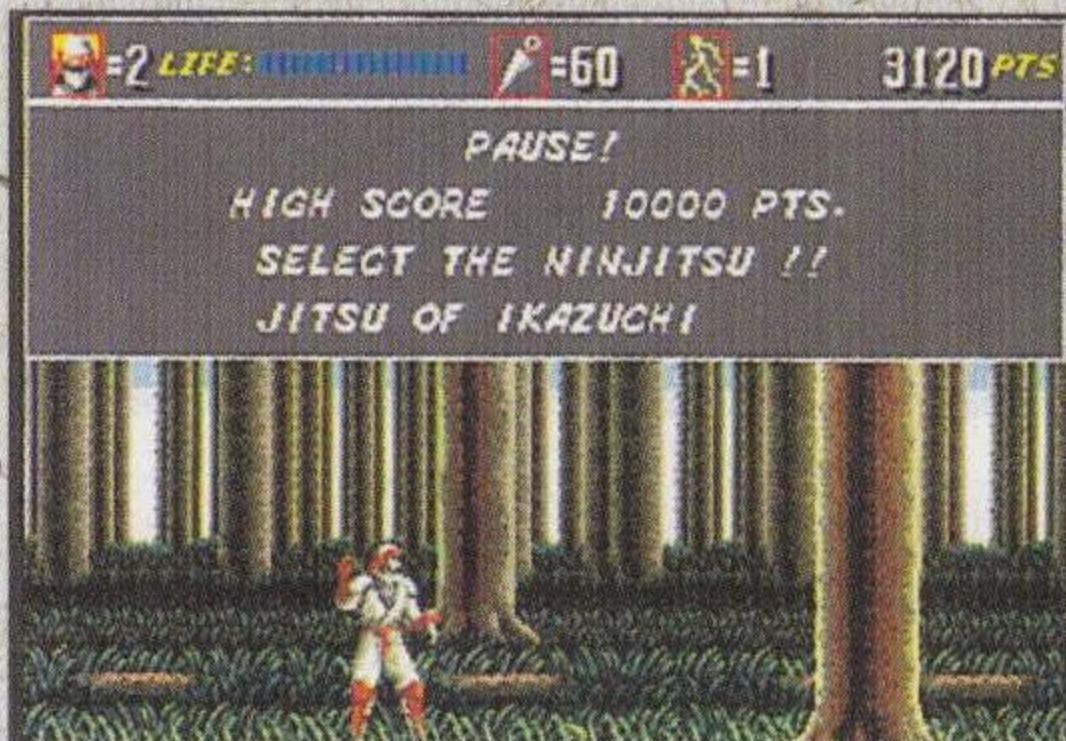 =2 LIFE: =60 =1 3120 PTS
PAUSE!
HIGH SCORE 10000 PTS.
SELECT THE NINJITSU !!
JITSU OF IKAZUCHI